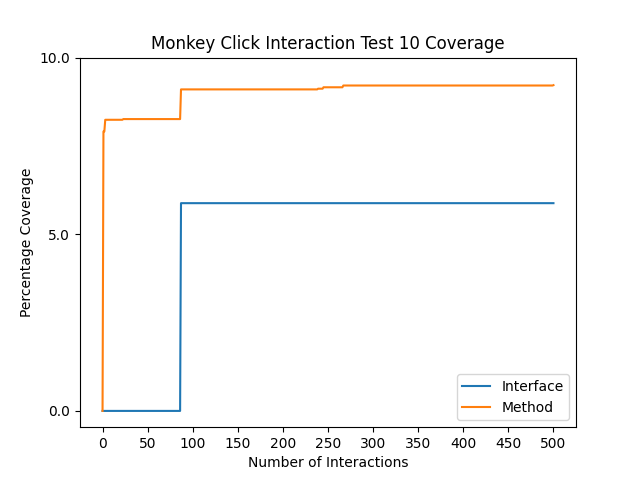 Monkey Click Interaction Test 10 Coverage
10.0
5.0
0.0
Percentage Coverage
0 50 100 150 200 250 300 350 400 450 500
Number of Interactions
Interface
Method